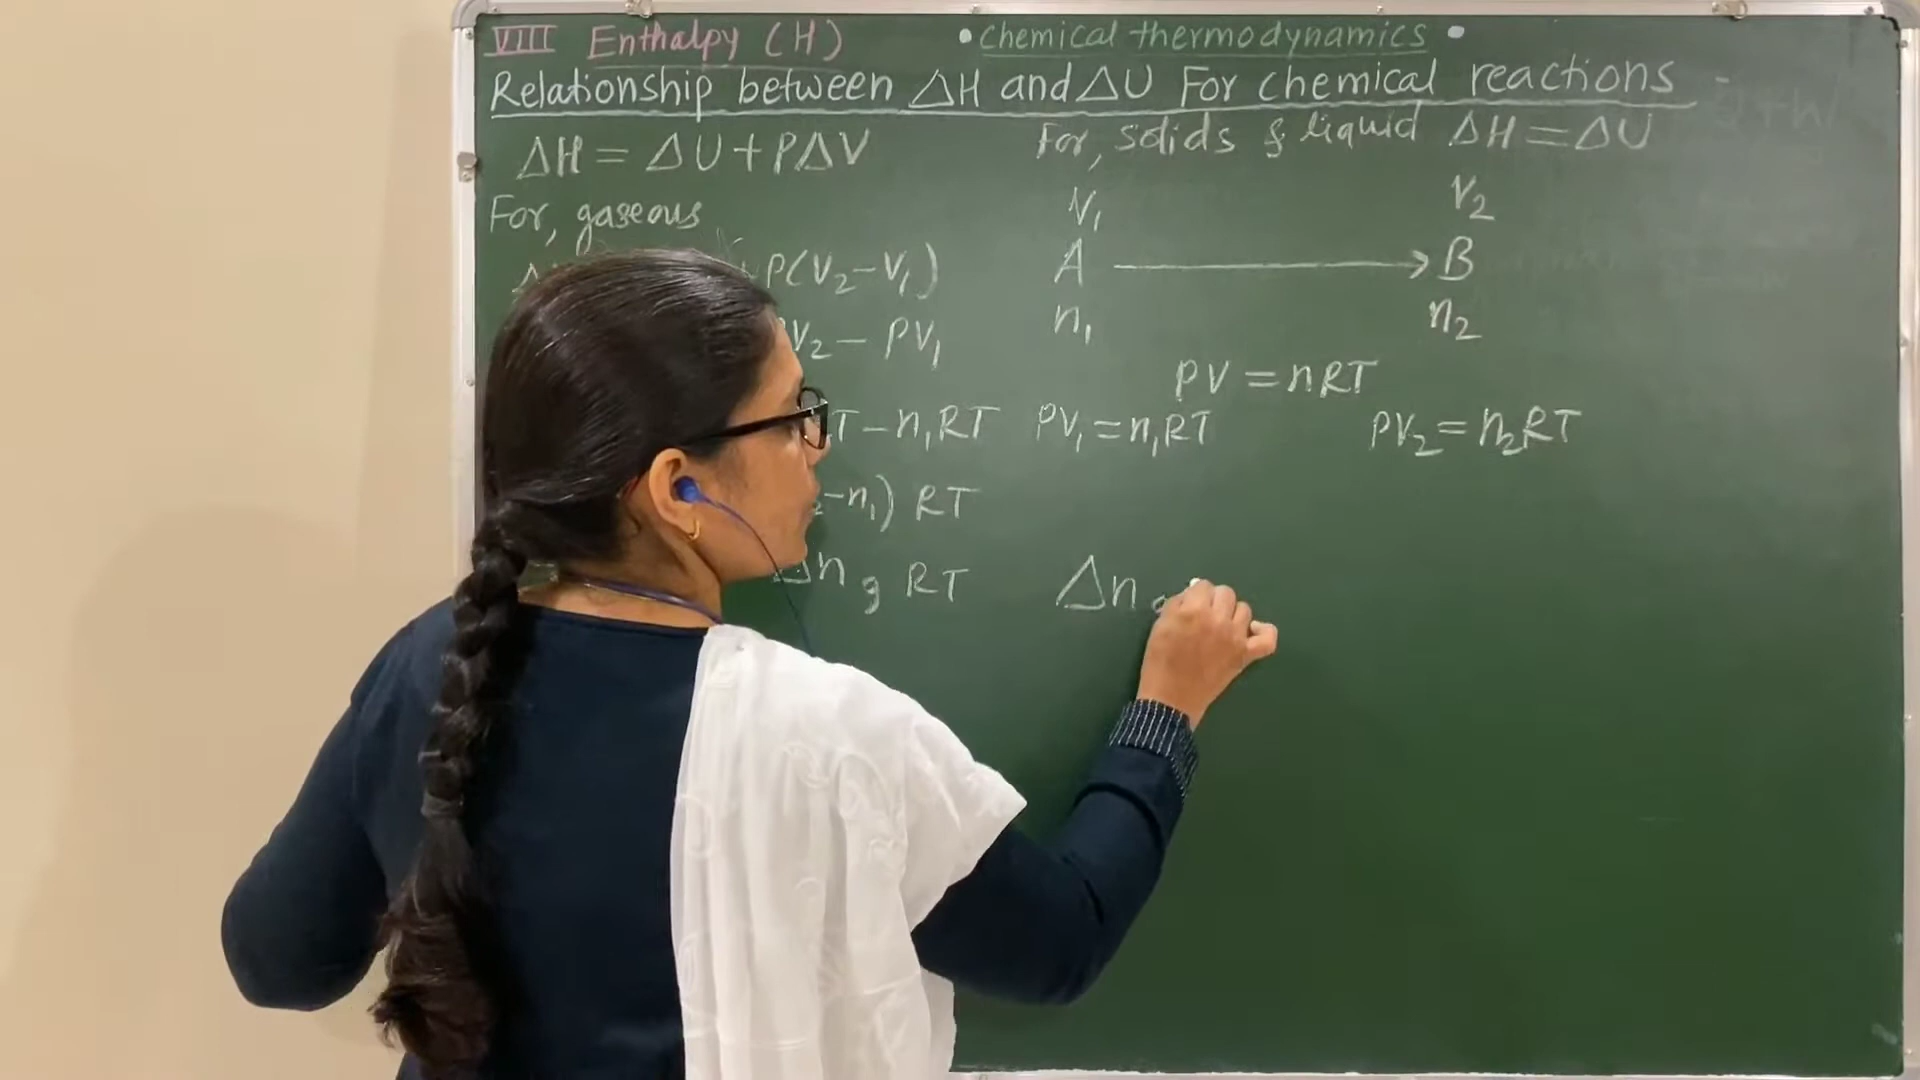 VIII Enthalpy (H) • Chemical thermodynamics •
Relationship between ΔH and ΔU For chemical reactions
ΔH = ΔU + PΔV
For, solids & liquid ΔH = ΔU
For, gaseous
V₁ V₂
P(V₂-V₁)
A → B
V₂ - PV₁
n₁ n₂
PV = nRT
T - n₁RT
PV₁ = n₁RT
PV₂ = n₂RT
₂-n₁) RT
Δn g RT
Δn